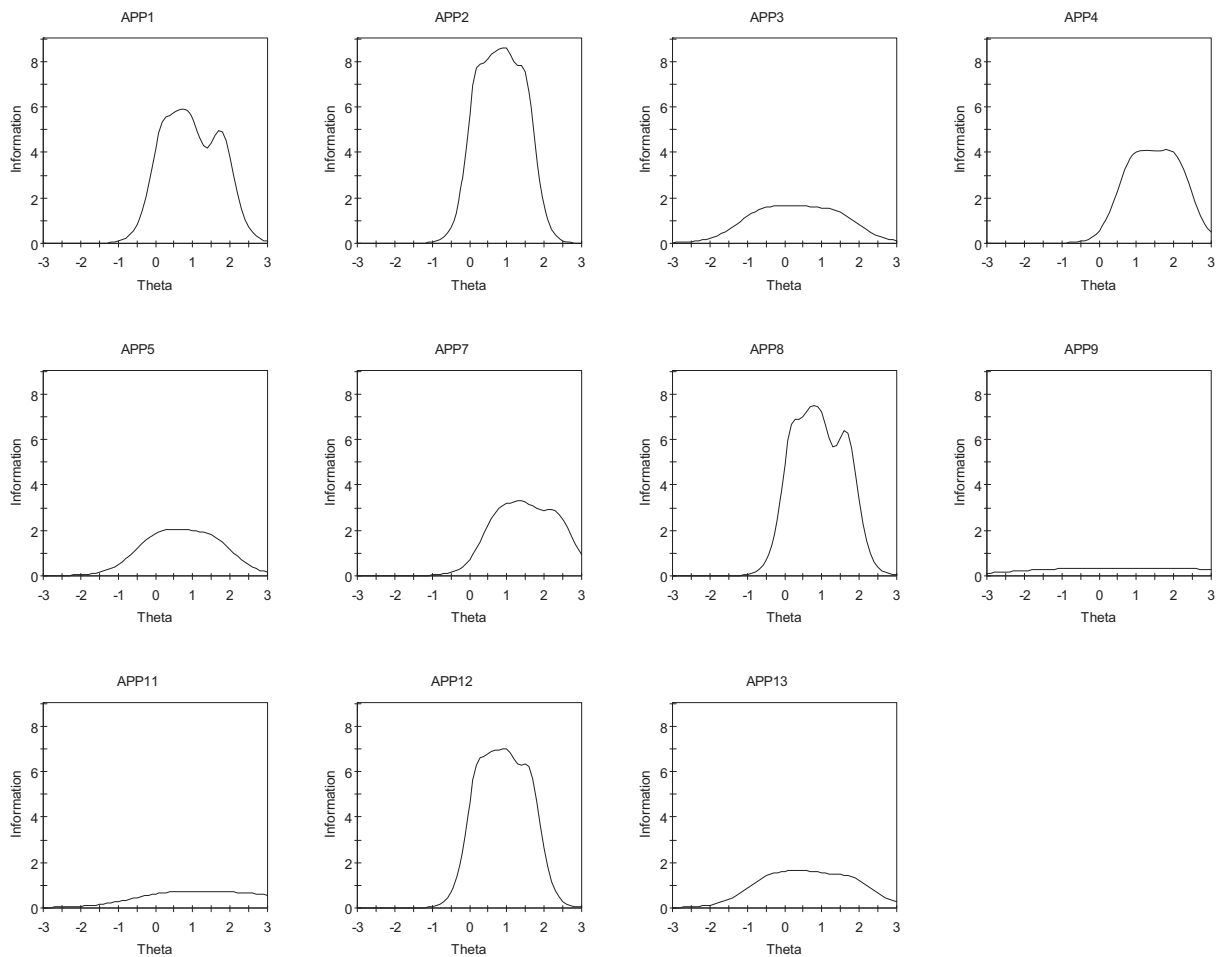 APP1 APP2 APP3 APP4
8 8 8 8
6 6 6 6
Information Information Information Information
4 4 4 4
2 2 2 2
0 0 0 0
-3 -2 -1 0 1 2 3 -3 -2 -1 0 1 2 3 -3 -2 -1 0 1 2 3 -3 -2 -1 0 1 2 3
Theta Theta Theta Theta
APP5 APP7 APP8 APP9
8 8 8 8
6 6 6 6
Information Information Information Information
4 4 4 4
2 2 2 2
0 0 0 0
-3 -2 -1 0 1 2 3 -3 -2 -1 0 1 2 3 -3 -2 -1 0 1 2 3 -3 -2 -1 0 1 2 3
Theta Theta Theta Theta
APP11 APP12 APP13
8 8 8
6 6 6
Information Information Information
4 4 4
2 2 2
0 0 0
-3 -2 -1 0 1 2 3 -3 -2 -1 0 1 2 3 -3 -2 -1 0 1 2 3
Theta Theta Theta